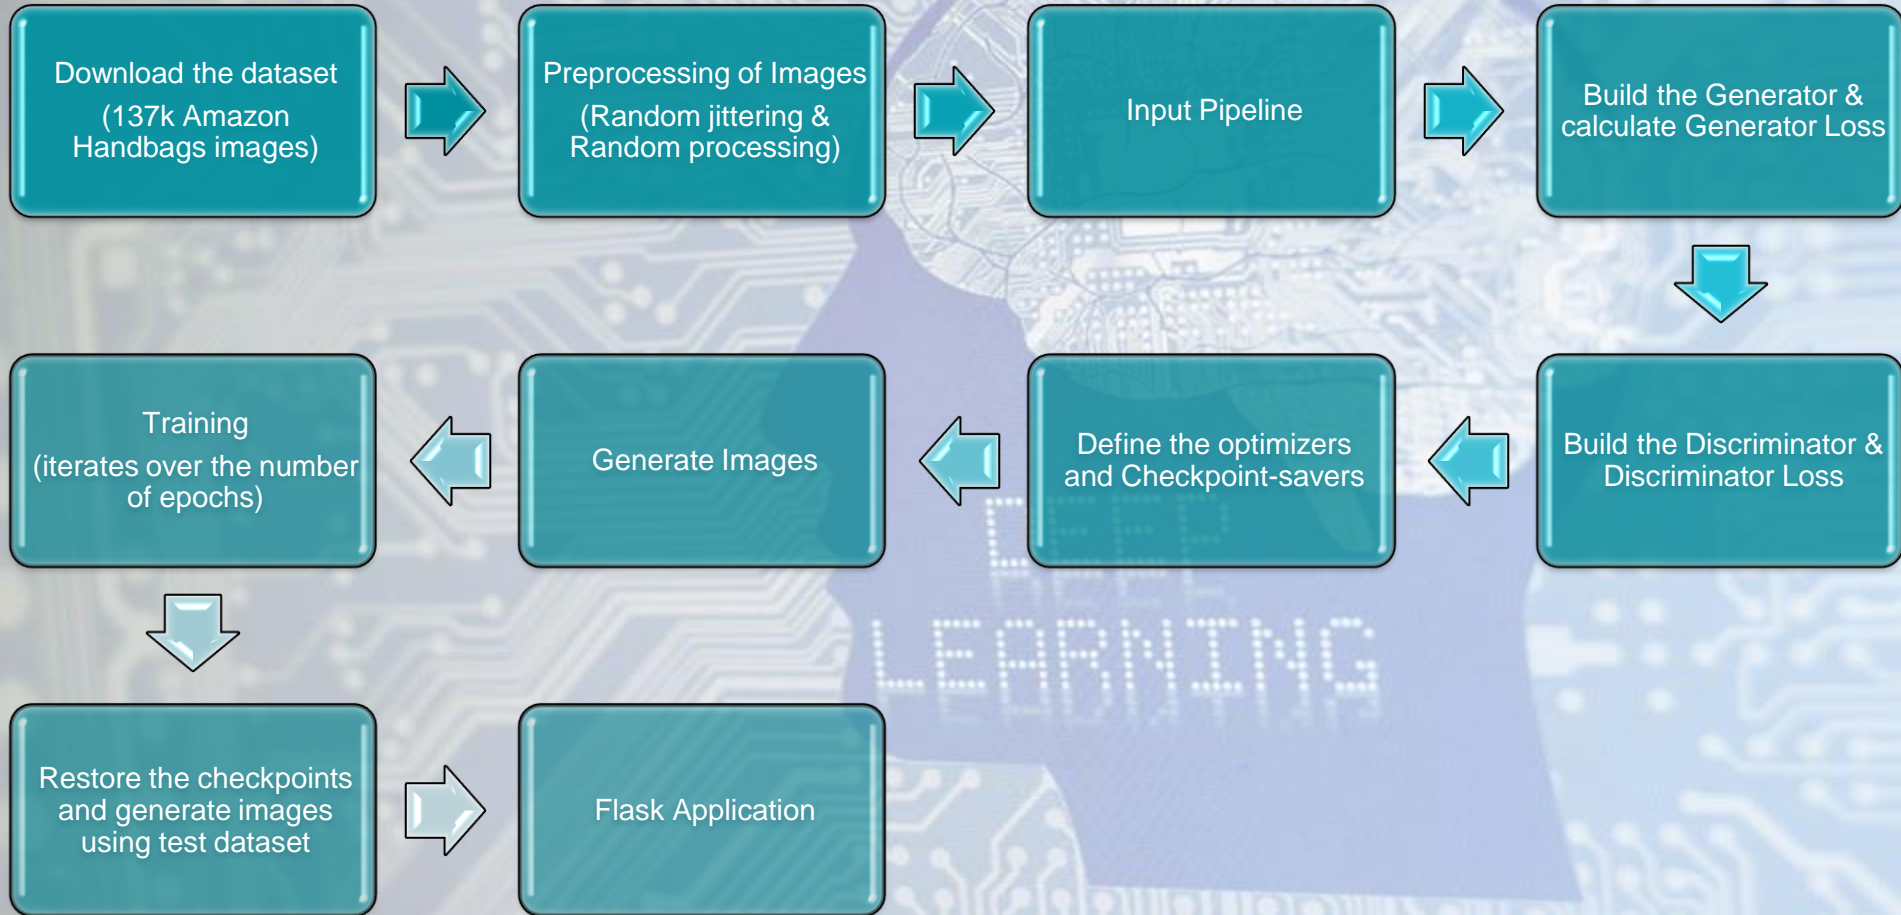 Download the dataset
(137k Amazon
Handbags images)
Preprocessing of Images
(Random jittering &
Random processing)
Input Pipeline
Build the Generator &
calculate Generator Loss
Build the Discriminator &
Discriminator Loss
Define the optimizers
and Checkpoint-savers
Generate Images
Training
(iterates over the number
of epochs)
Restore the checkpoints
and generate images
using test dataset
Flask Application
DEEP
LEARNING